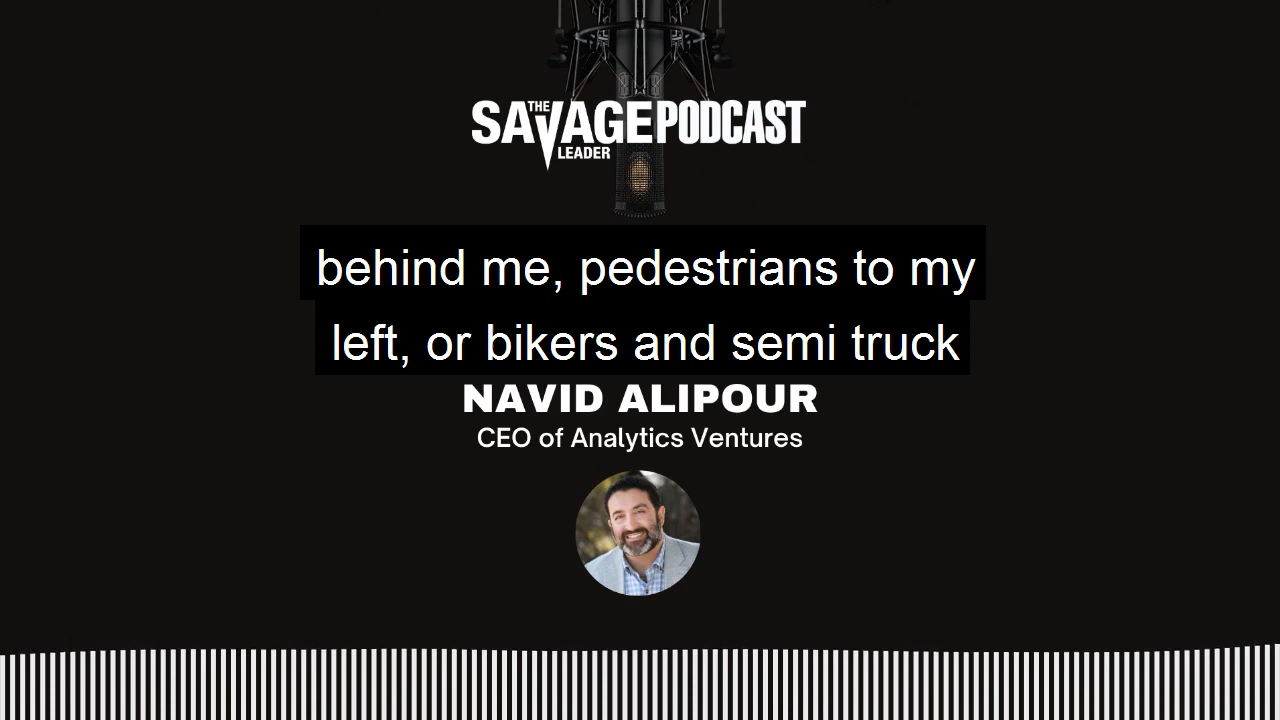 THE SAVAGE PODCAST
LEADER
behind me, pedestrians to my
left, or bikers and semi truck
NAVID ALIPOUR
CEO of Analytics Ventures